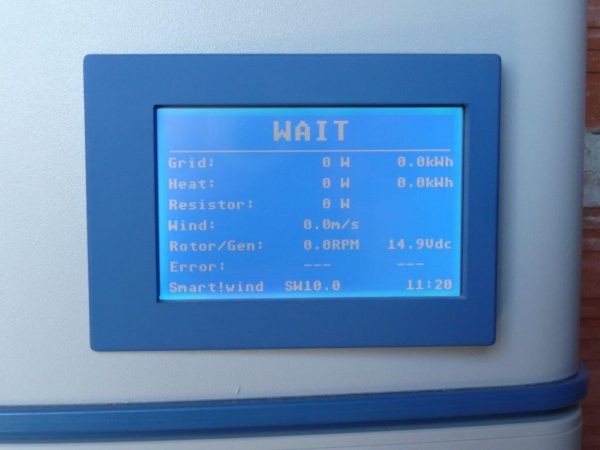 WAIT
Grid: 0 W 0.0kWh
Heat: 0 W 0.0kWh
Resistor: 0 W
Wind: 0.0m/s
Rotor/Gen: 0.0RPM 14.9Vdc
Error: --- ---
Smart!wind SW10.0 11:20